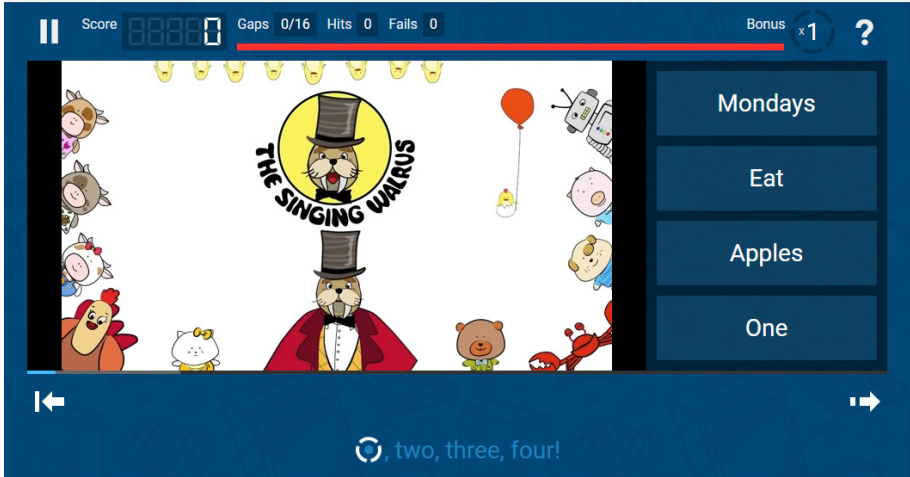 Score 0 Gaps 0/16 Hits 0 Fails 0 Bonus x1 ?
THE SINGING WALRUS
Mondays
Eat
Apples
One
, two, three, four!